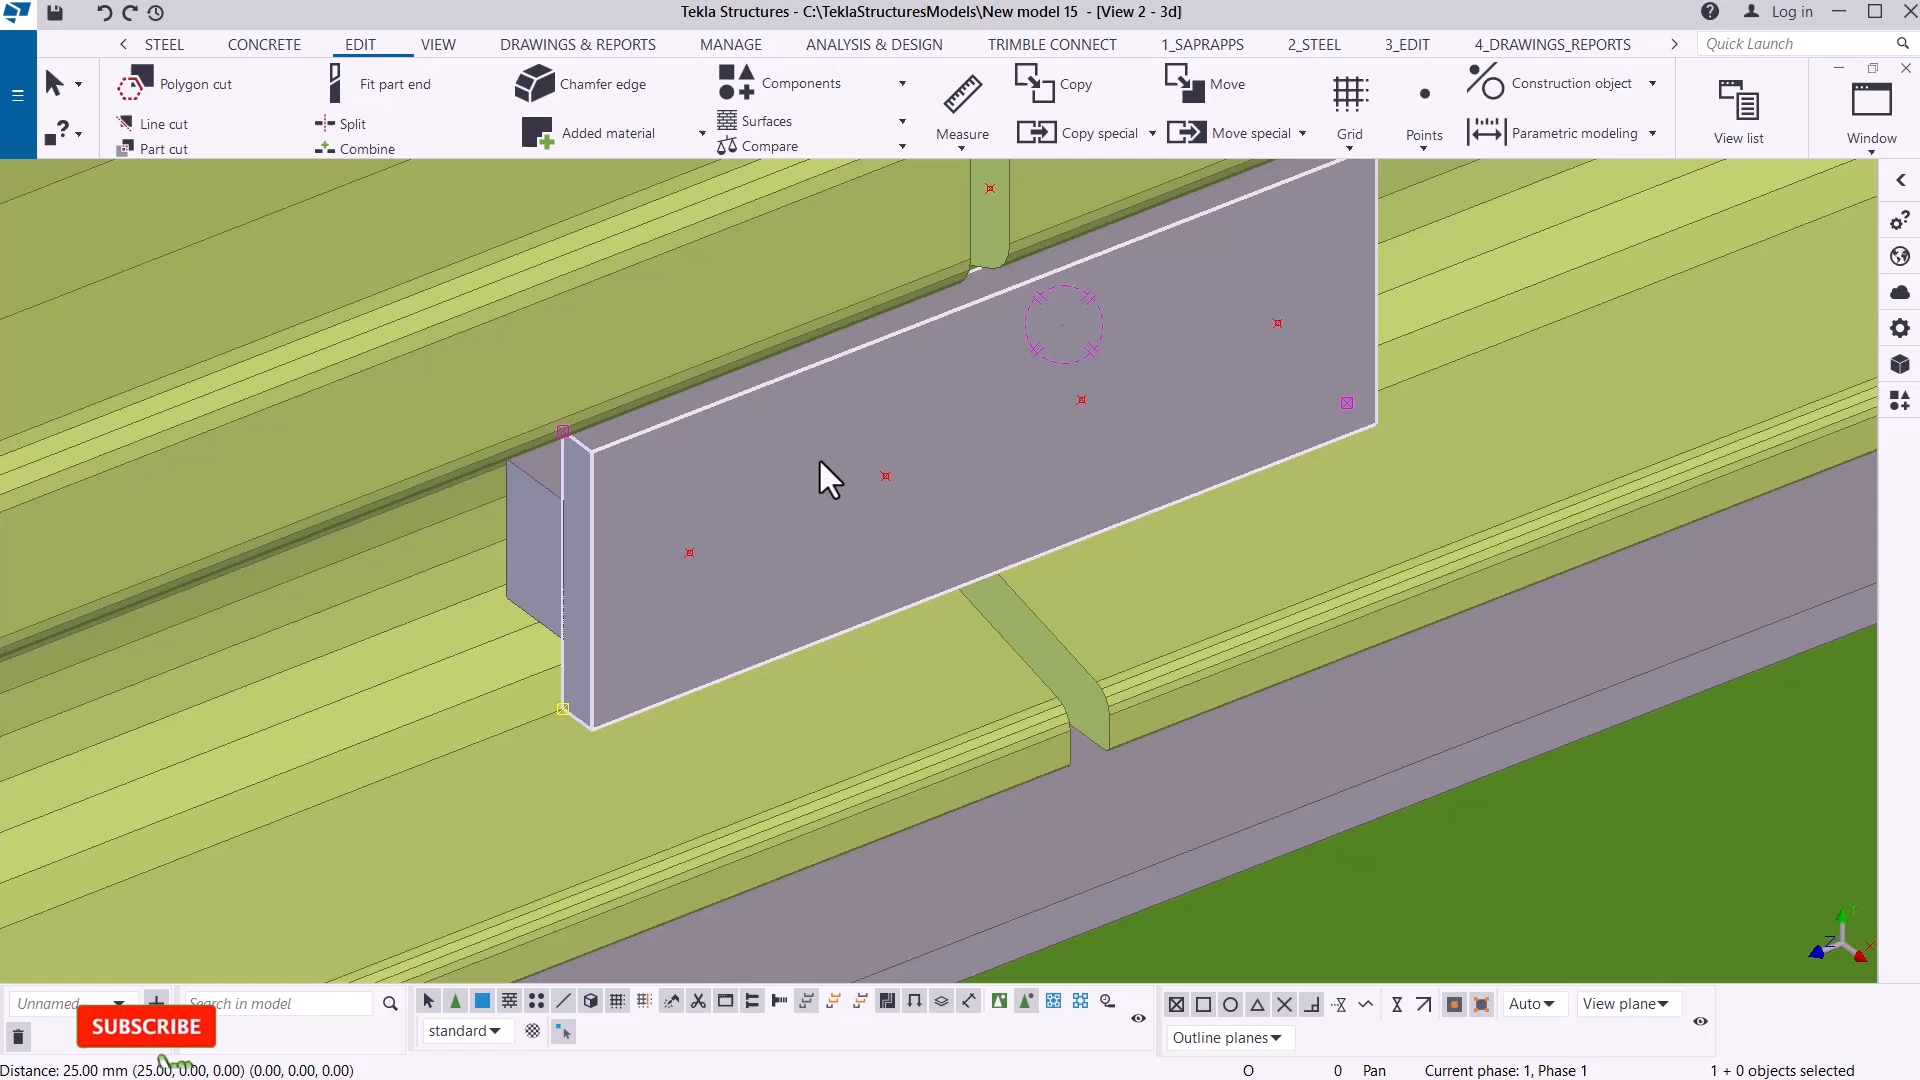 Tekla Structures - C:\TeklaStructuresModels\New model 15 - [View 2 - 3d]
Log in
STEEL CONCRETE EDIT VIEW DRAWINGS & REPORTS MANAGE ANALYSIS & DESIGN TRIMBLE CONNECT 1_SAPRAPPS 2_STEEL 3_EDIT 4_DRAWINGS_REPORTS Quick Launch
Polygon cut Fit part end Chamfer edge Components Copy Move Construction object
Line cut Split Added material Surfaces Measure Copy special Move special Grid Points Parametric modeling View list Window
Part cut Combine Compare
Y
Z X
Unnamed Search in model Auto View plane
SUBSCRIBE
standard Outline planes
Distance: 25.00 mm (25.00, 0.00, 0.00) (0.00, 0.00, 0.00) O 0 Pan Current phase: 1, Phase 1 1 + 0 objects selected